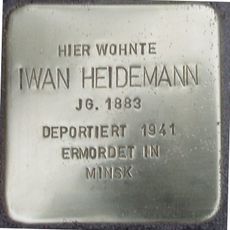 HIER WOHNTE
IWAN HEIDEMANN
JG. 1883
DEPORTIERT 1941
ERMORDET IN
MINSK